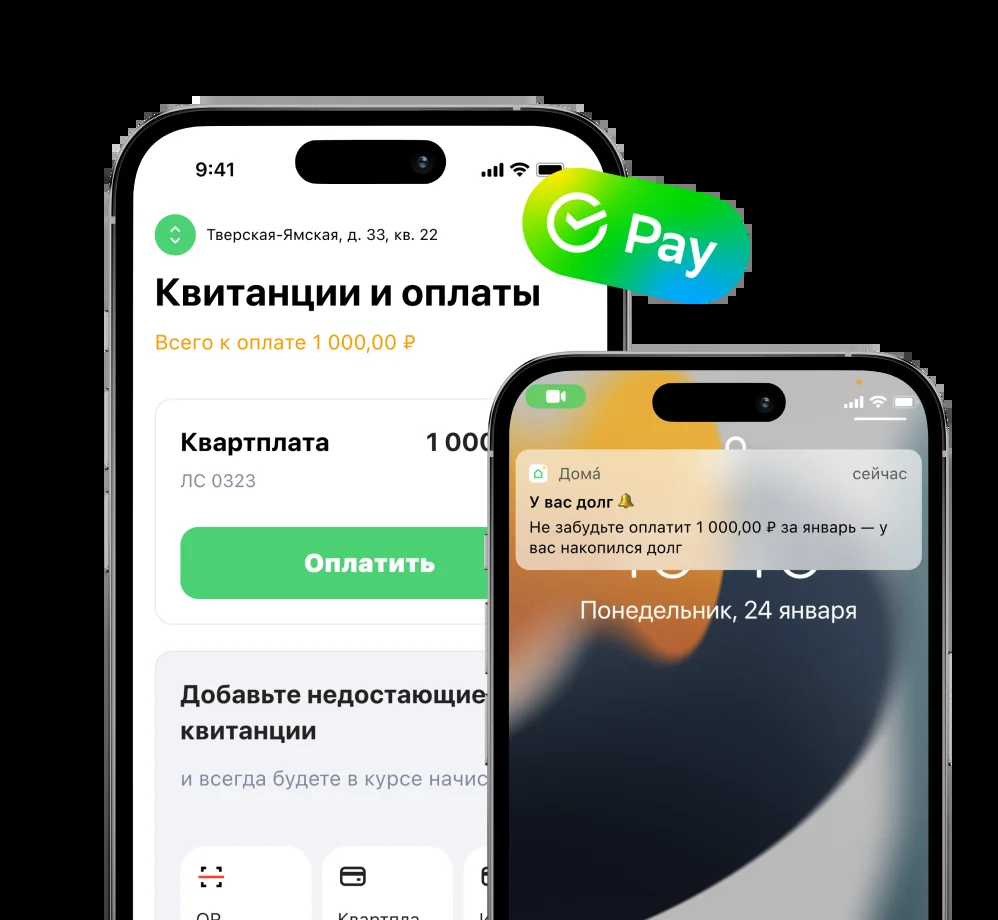 9:41
Тверская-Ямская, д. 33, кв. 22
Pay
Квитанции и оплаты
Всего к оплате 1 000,00 ₽
Квартплата 1 000
ЛС 0323
Оплатить
Добавьте недостающие
квитанции
и всегда будете в курсе начис
QR
Квартпла
Дома́ сейчас
У вас долг 🔔
Не забудьте оплатит 1 000,00 ₽ за январь — у
вас накопился долг
Понедельник, 24 января